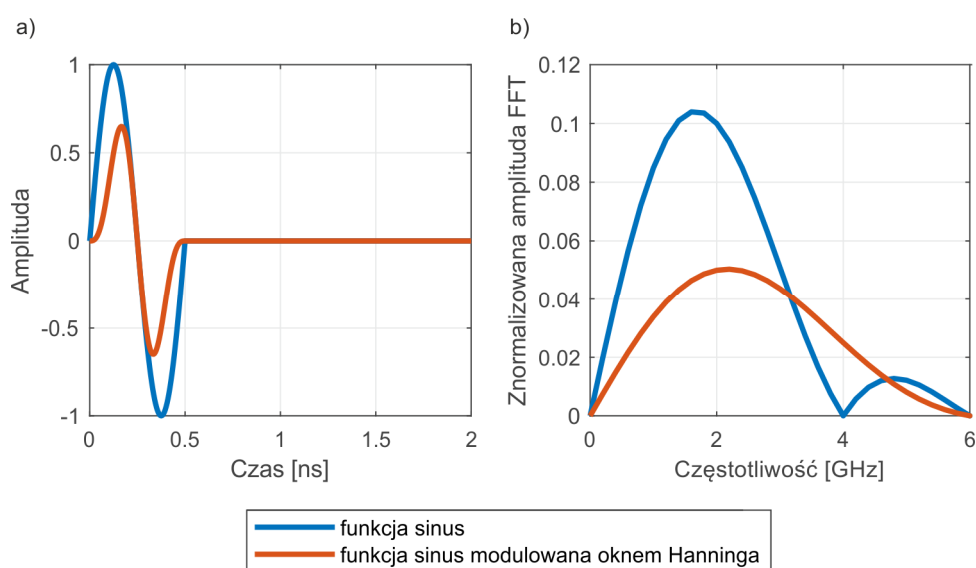 a)
1
0.5
0
-0.5
-1
Amplituda
0
0.5
1
1.5
2
Czas [ns]
b)
0.12
0.1
0.08
0.06
0.04
0.02
0
Znormalizowana amplituda FFT
0
2
4
6
Częstotliwość [GHz]
funkcja sinus
funkcja sinus modulowana oknem Hanninga